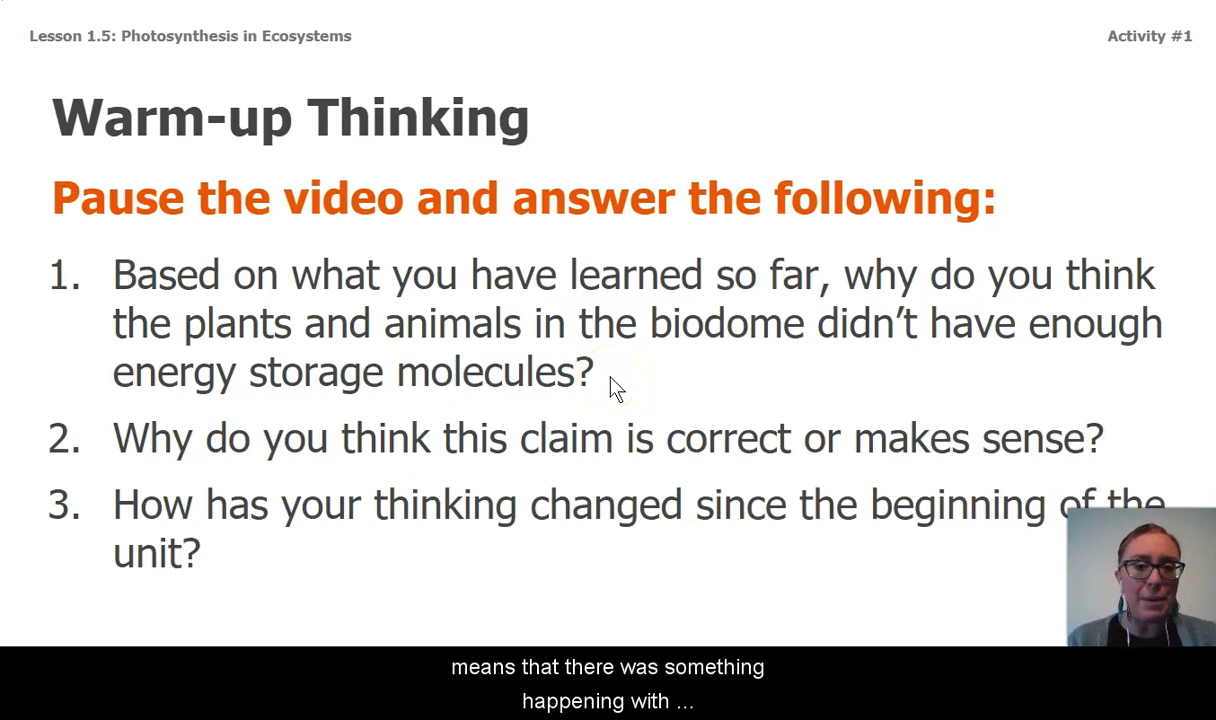 Lesson 1.5: Photosynthesis in Ecosystems
Activity #1
Warm-up Thinking
Pause the video and answer the following:
1. Based on what you have learned so far, why do you think
the plants and animals in the biodome didn't have enough
energy storage molecules?
2. Why do you think this claim is correct or makes sense?
3. How has your thinking changed since the beginning of the
unit?
means that there was something
happening with ...